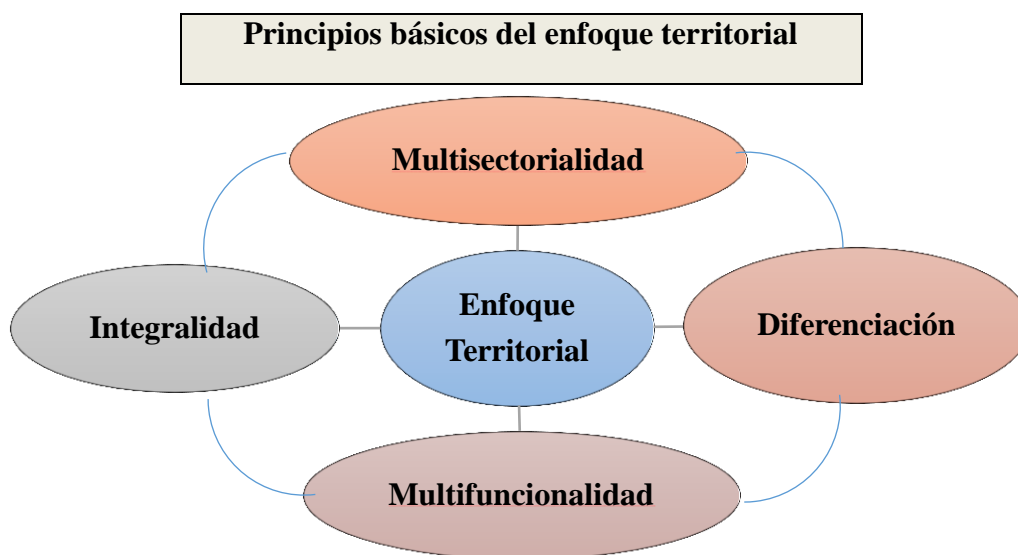 Principios básicos del enfoque territorial
Multisectorialidad
Integralidad
Enfoque
Territorial
Diferenciación
Multifuncionalidad